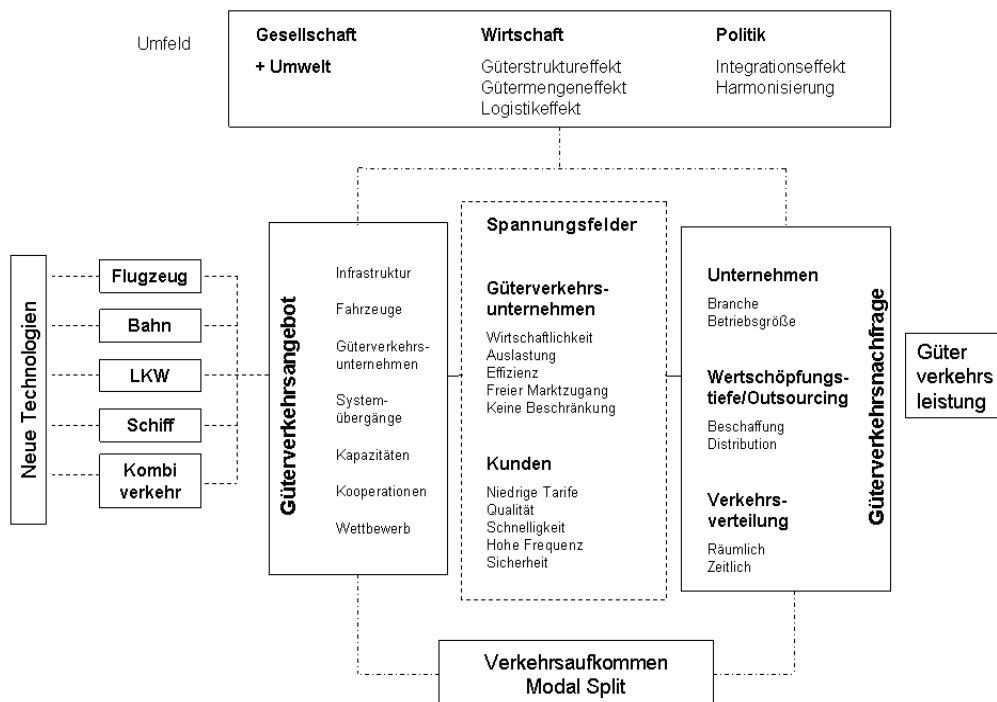 Umfeld
Gesellschaft
+ Umwelt
Wirtschaft
Güterstruktureffekt
Gütermengeneffekt
Logistikeffekt
Politik
Integrationseffekt
Harmonisierung
Neue Technologien
Flugzeug
Bahn
LKW
Schiff
Kombi
verkehr
Güterverkehrsangebot
Infrastruktur
Fahrzeuge
Güterverkehrs-
unternehmen
System-
übergänge
Kapazitäten
Kooperationen
Wettbewerb
Spannungsfelder
Güterverkehrs-
unternehmen
Wirtschaftlichkeit
Auslastung
Effizienz
Freier Marktzugang
Keine Beschränkung
Kunden
Niedrige Tarife
Qualität
Schnelligkeit
Hohe Frequenz
Sicherheit
Unternehmen
Branche
Betriebsgröße
Wertschöpfungs-
tiefe/Outsourcing
Beschaffung
Distribution
Verkehrs-
verteilung
Räumlich
Zeitlich
Güterverkehrsnachfrage
Güter
verkehrs
leistung
Verkehrsaufkommen
Modal Split